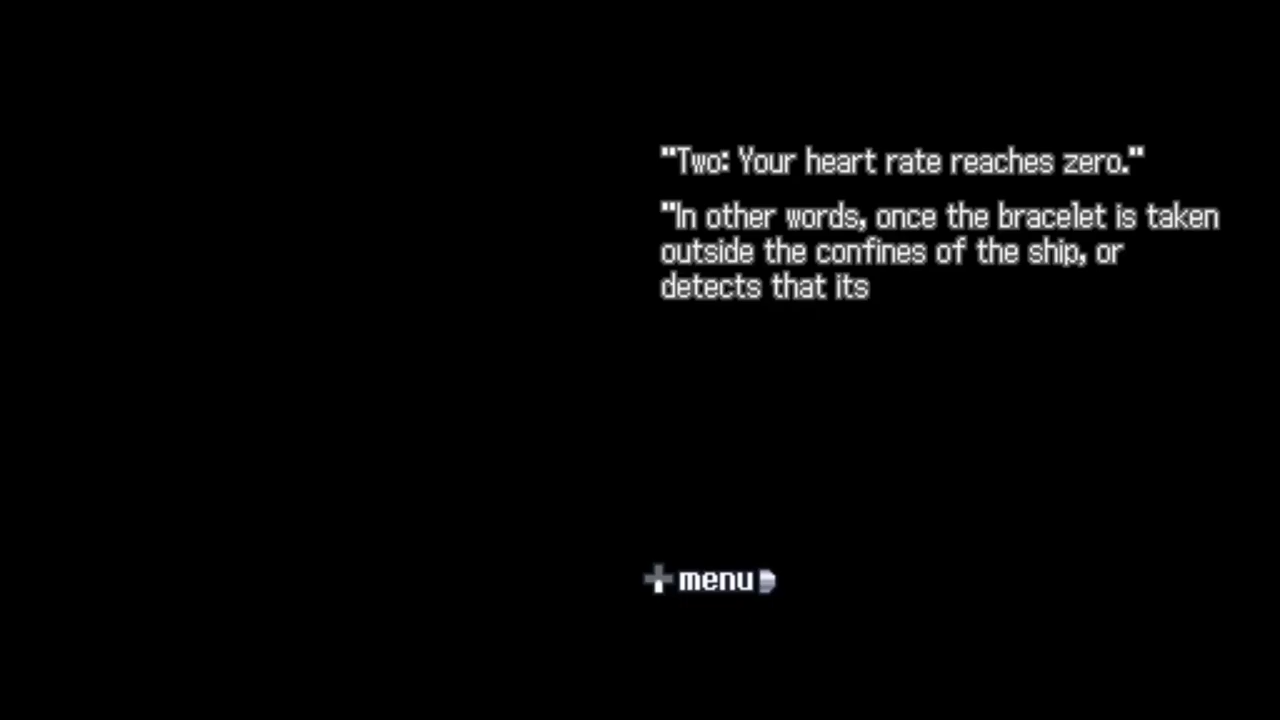 "Two: Your heart rate reaches zero."
"In other words, once the bracelet is taken
outside the confines of the ship, or
detects that its
menu